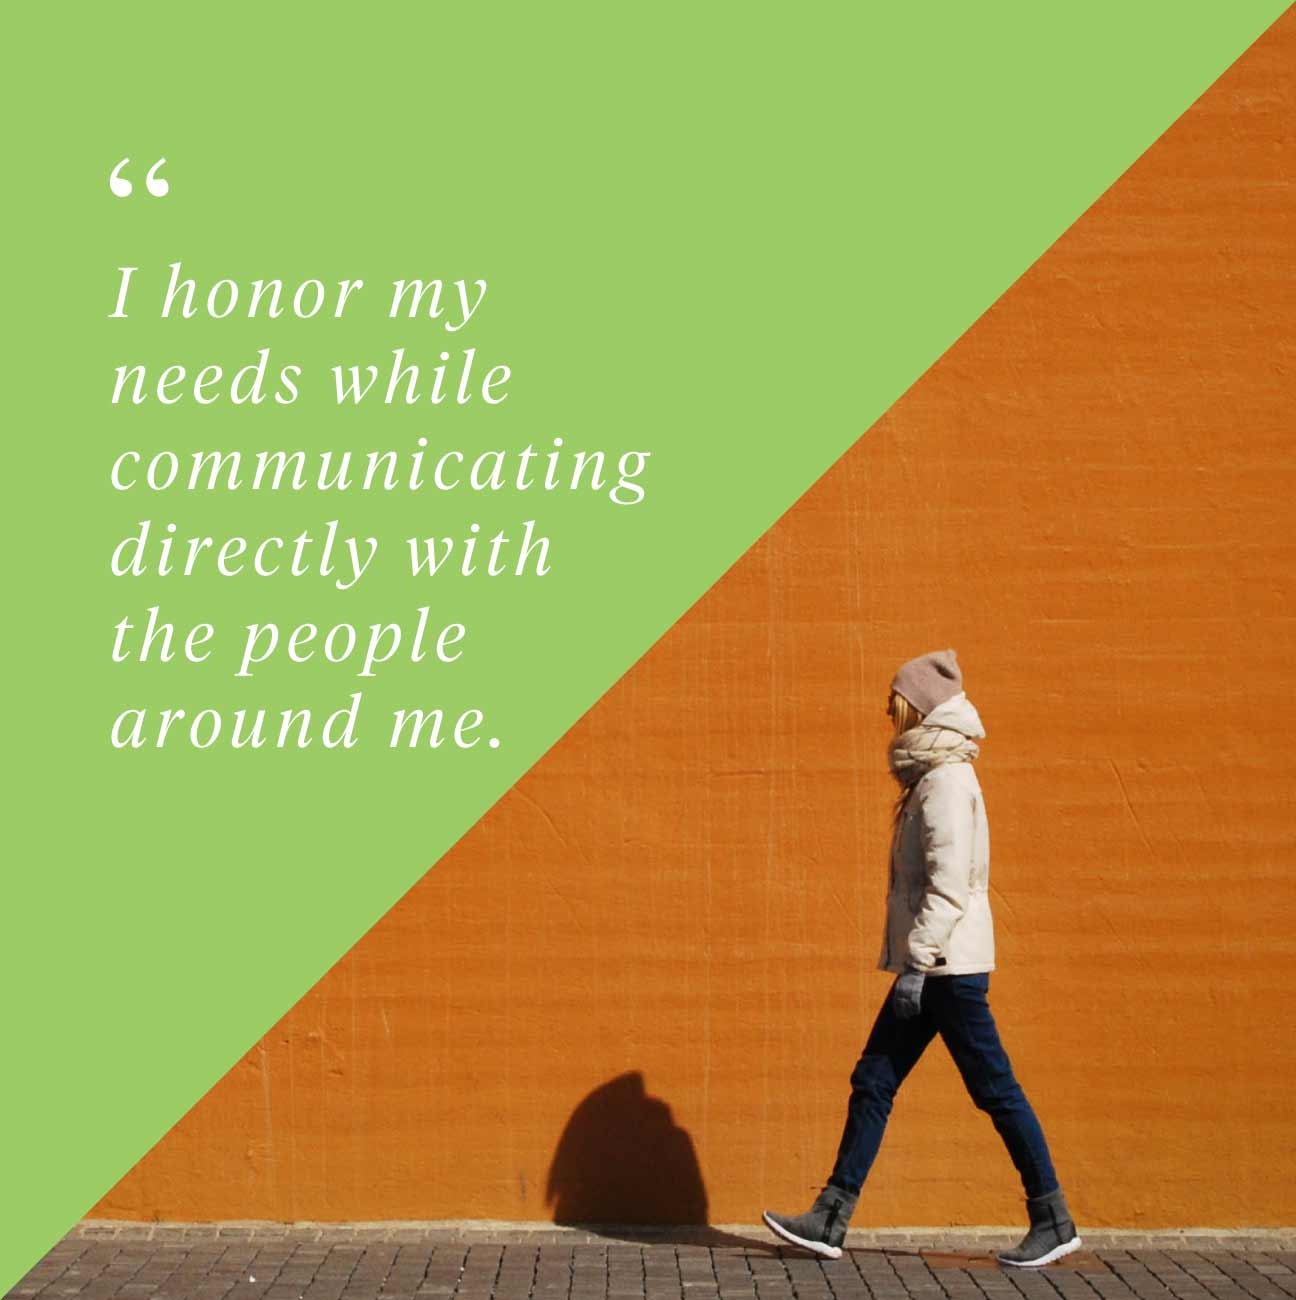 “
I honor my
needs while
communicating
directly with
the people
around me.